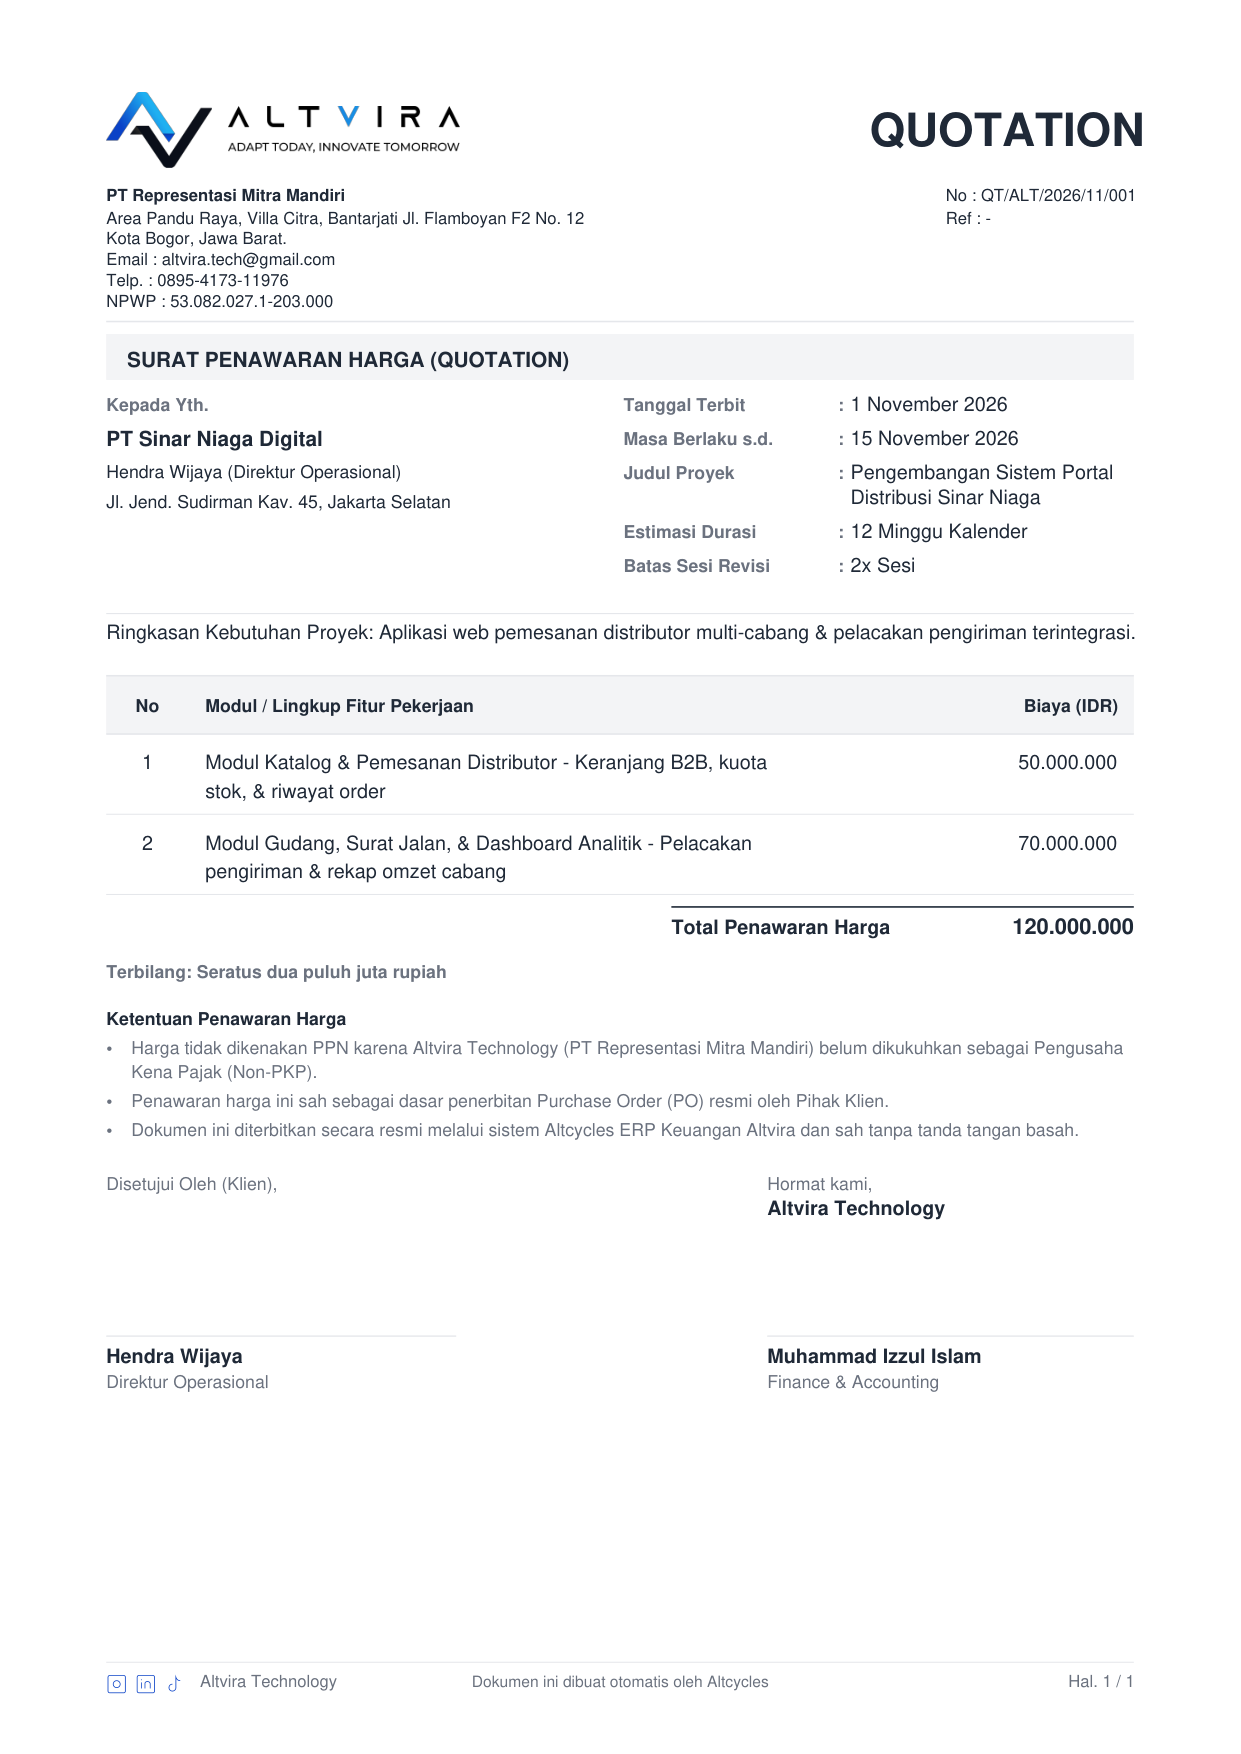 ALTVIRA
ADAPT TODAY, INNOVATE TOMORROW
QUOTATION
PT Representasi Mitra Mandiri
Area Pandu Raya, Villa Citra, Bantarjati Jl. Flamboyan F2 No. 12
Kota Bogor, Jawa Barat.
Email : altvira.tech@gmail.com
Telp. : 0895-4173-11976
NPWP : 53.082.027.1-203.000
No : QT/ALT/2026/11/001
Ref : -
SURAT PENAWARAN HARGA (QUOTATION)
Kepada Yth.
PT Sinar Niaga Digital
Hendra Wijaya (Direktur Operasional)
Jl. Jend. Sudirman Kav. 45, Jakarta Selatan
Tanggal Terbit : 1 November 2026
Masa Berlaku s.d. : 15 November 2026
Judul Proyek : Pengembangan Sistem Portal
Distribusi Sinar Niaga
Estimasi Durasi : 12 Minggu Kalender
Batas Sesi Revisi : 2x Sesi
Ringkasan Kebutuhan Proyek: Aplikasi web pemesanan distributor multi-cabang & pelacakan pengiriman terintegrasi.
No Modul / Lingkup Fitur Pekerjaan Biaya (IDR)
1 Modul Katalog & Pemesanan Distributor - Keranjang B2B, kuota 50.000.000
stok, & riwayat order
2 Modul Gudang, Surat Jalan, & Dashboard Analitik - Pelacakan 70.000.000
pengiriman & rekap omzet cabang
Total Penawaran Harga 120.000.000
Terbilang: Seratus dua puluh juta rupiah
Ketentuan Penawaran Harga
• Harga tidak dikenakan PPN karena Altvira Technology (PT Representasi Mitra Mandiri) belum dikukuhkan sebagai Pengusaha
Kena Pajak (Non-PKP).
• Penawaran harga ini sah sebagai dasar penerbitan Purchase Order (PO) resmi oleh Pihak Klien.
• Dokumen ini diterbitkan secara resmi melalui sistem Altcycles ERP Keuangan Altvira dan sah tanpa tanda tangan basah.
Disetujui Oleh (Klien),
Hormat kami,
Altvira Technology
Hendra Wijaya
Direktur Operasional
Muhammad Izzul Islam
Finance & Accounting
Altvira Technology Dokumen ini dibuat otomatis oleh Altcycles Hal. 1 / 1